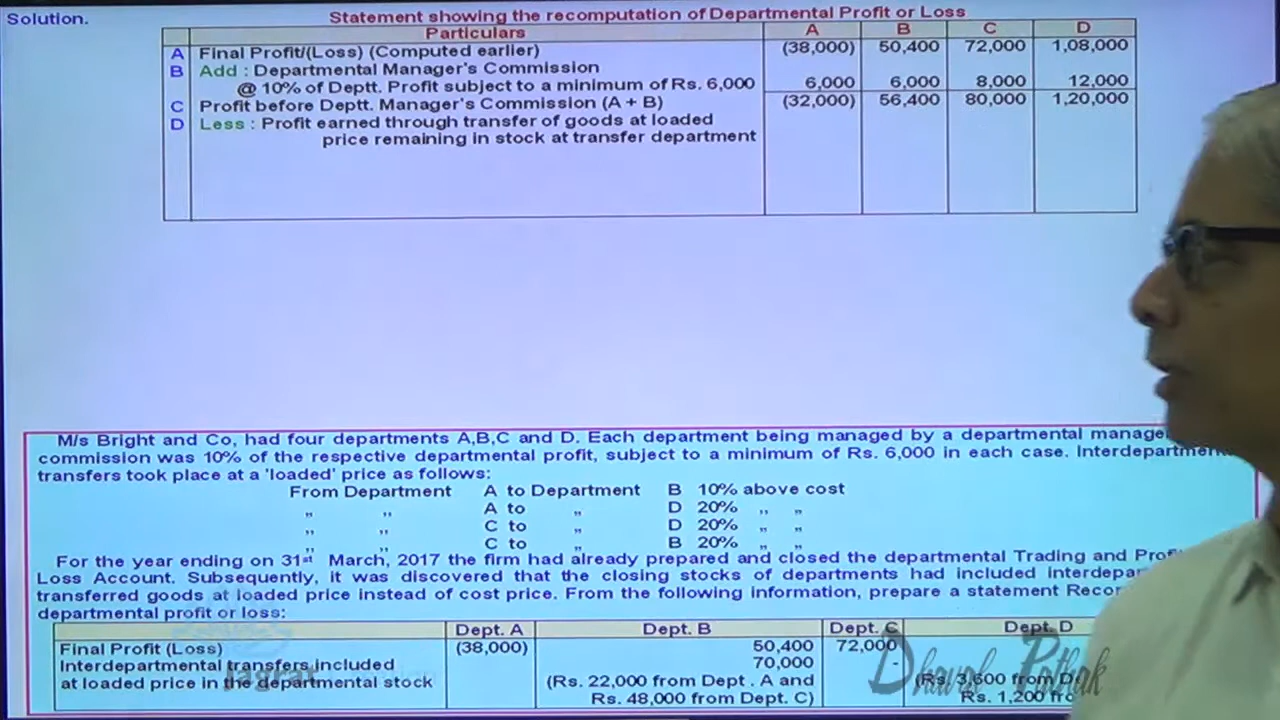 Solution.
Statement showing the recomputation of Departmental Profit or Loss
Particulars A B C D
A Final Profit/(Loss) (Computed earlier) (38,000) 50,400 72,000 1,08,000
B Add : Departmental Manager's Commission
@ 10% of Deptt. Profit subject to a minimum of Rs. 6,000 6,000 6,000 8,000 12,000
C Profit before Deptt. Manager's Commission (A + B) (32,000) 56,400 80,000 1,20,000
D Less : Profit earned through transfer of goods at loaded
price remaining in stock at transfer department
M/s Bright and Co, had four departments A,B,C and D. Each department being managed by a departmental
commission was 10% of the respective departmental profit, subject to a minimum of Rs. 6,000 in each case.
transfers took place at a 'loaded' price as follows:
From Department A to Department B 10% above cost
,, ,, A to ,, D 20% ,, ,,
,, ,, C to ,, D 20% ,, ,,
,, ,, C to ,, B 20% ,, ,,
For the year ending on 31st March, 2017 the firm had already prepared and closed the departmental Trading and
Loss Account. Subsequently, it was discovered that the closing stocks of departments had included
transferred goods at loaded price instead of cost price. From the following information, prepare a statement
departmental profit or loss:
Dept. A Dept. B Dept. C Dept. D
Final Profit (Loss) (38,000) 50,400 72,000
Interdepartmental transfers included 70,000 -
at loaded price in the departmental stock (Rs. 22,000 from Dept . A and (Rs. 3,600 from
Rs. 48,000 from Dept. C) Rs. 1,200
Jagrat
Dhawal Pathak